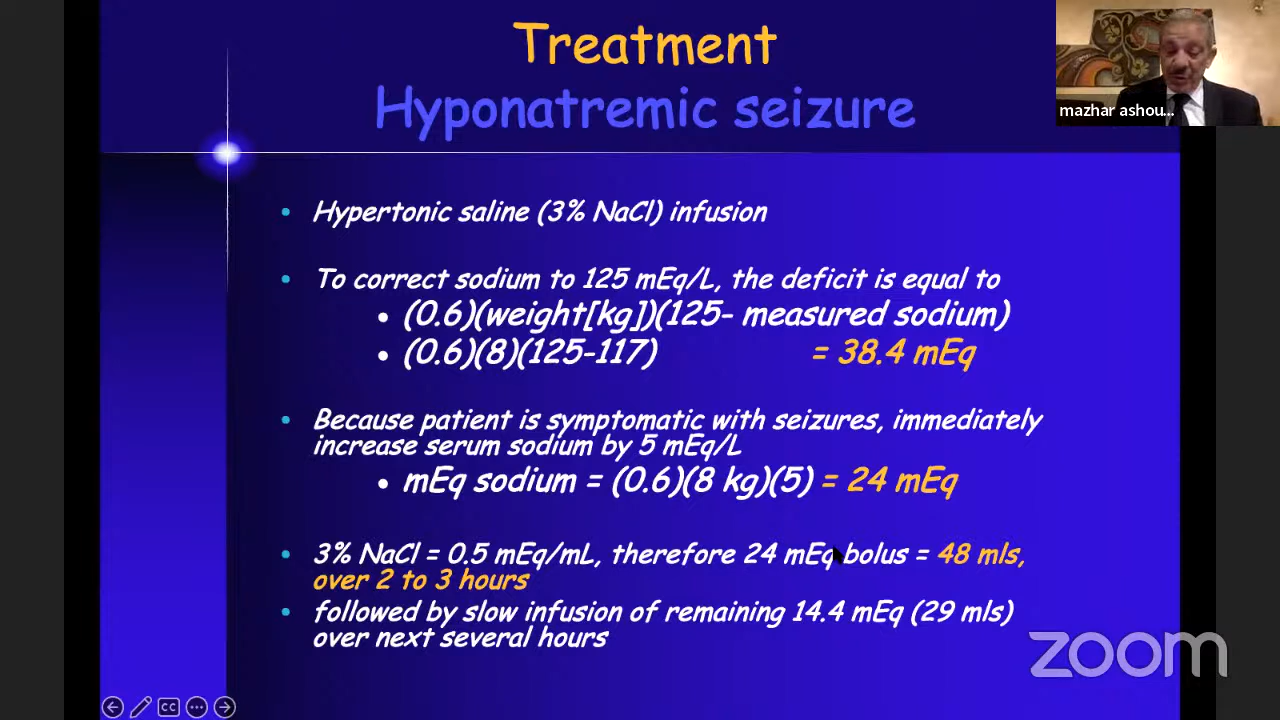 Treatment
Hyponatremic seizure
mazhar ashou...
• Hypertonic saline (3% NaCl) infusion
• To correct sodium to 125 mEq/L, the deficit is equal to
• (0.6)(weight[kg])(125- measured sodium)
• (0.6)(8)(125-117) = 38.4 mEq
• Because patient is symptomatic with seizures, immediately
increase serum sodium by 5 mEq/L
• mEq sodium = (0.6)(8 kg)(5) = 24 mEq
• 3% NaCl = 0.5 mEq/mL, therefore 24 mEq bolus = 48 mls,
over 2 to 3 hours
• followed by slow infusion of remaining 14.4 mEq (29 mls)
over next several hours
zoom
CC